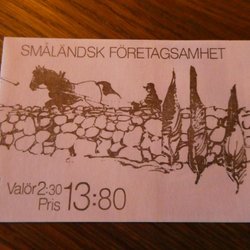 SMÅLÄNDSK FÖRETAGSAMHET
Valör 2:30
Pris 13:80